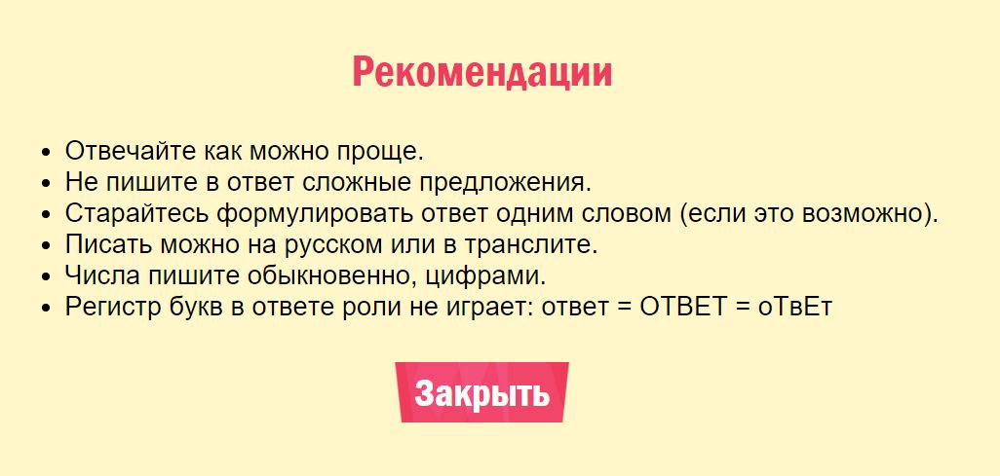 Рекомендации
• Отвечайте как можно проще.
• Не пишите в ответ сложные предложения.
• Старайтесь формулировать ответ одним словом (если это возможно).
• Писать можно на русском или в транслите.
• Числа пишите обыкновенно, цифрами.
• Регистр букв в ответе роли не играет: ответ = ОТВЕТ = оТвЕт
Закрыть